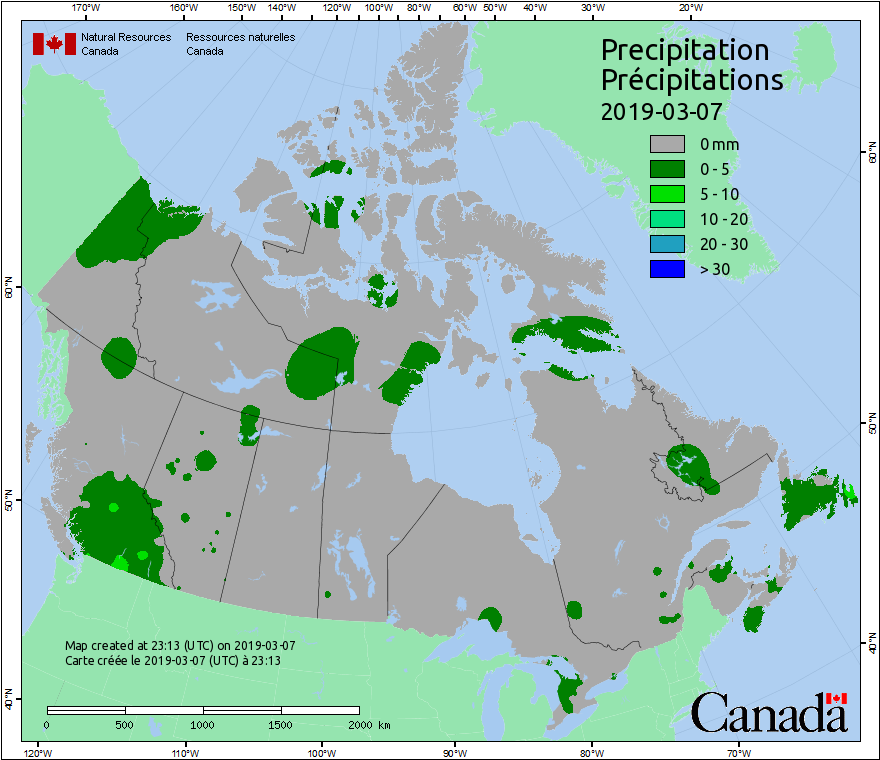 170°W 160°W 150°W 140°W 120°W 100°W 80°W 60°W 50°W 40°W 30°W 20°W
Natural Resources Ressources naturelles
Canada Canada
Precipitation
Précipitations
2019-03-07
0 mm
0 - 5
5 - 10
10 - 20
20 - 30
> 30
60°N
60°N
50°N
50°N
40°N
40°N
Map created at 23:13 (UTC) on 2019-03-07
Carte créée le 2019-03-07 (UTC) à 23:13
0 500 1000 1500 2000 km
Canada
120°W 110°W 100°W 90°W 80°W 70°W